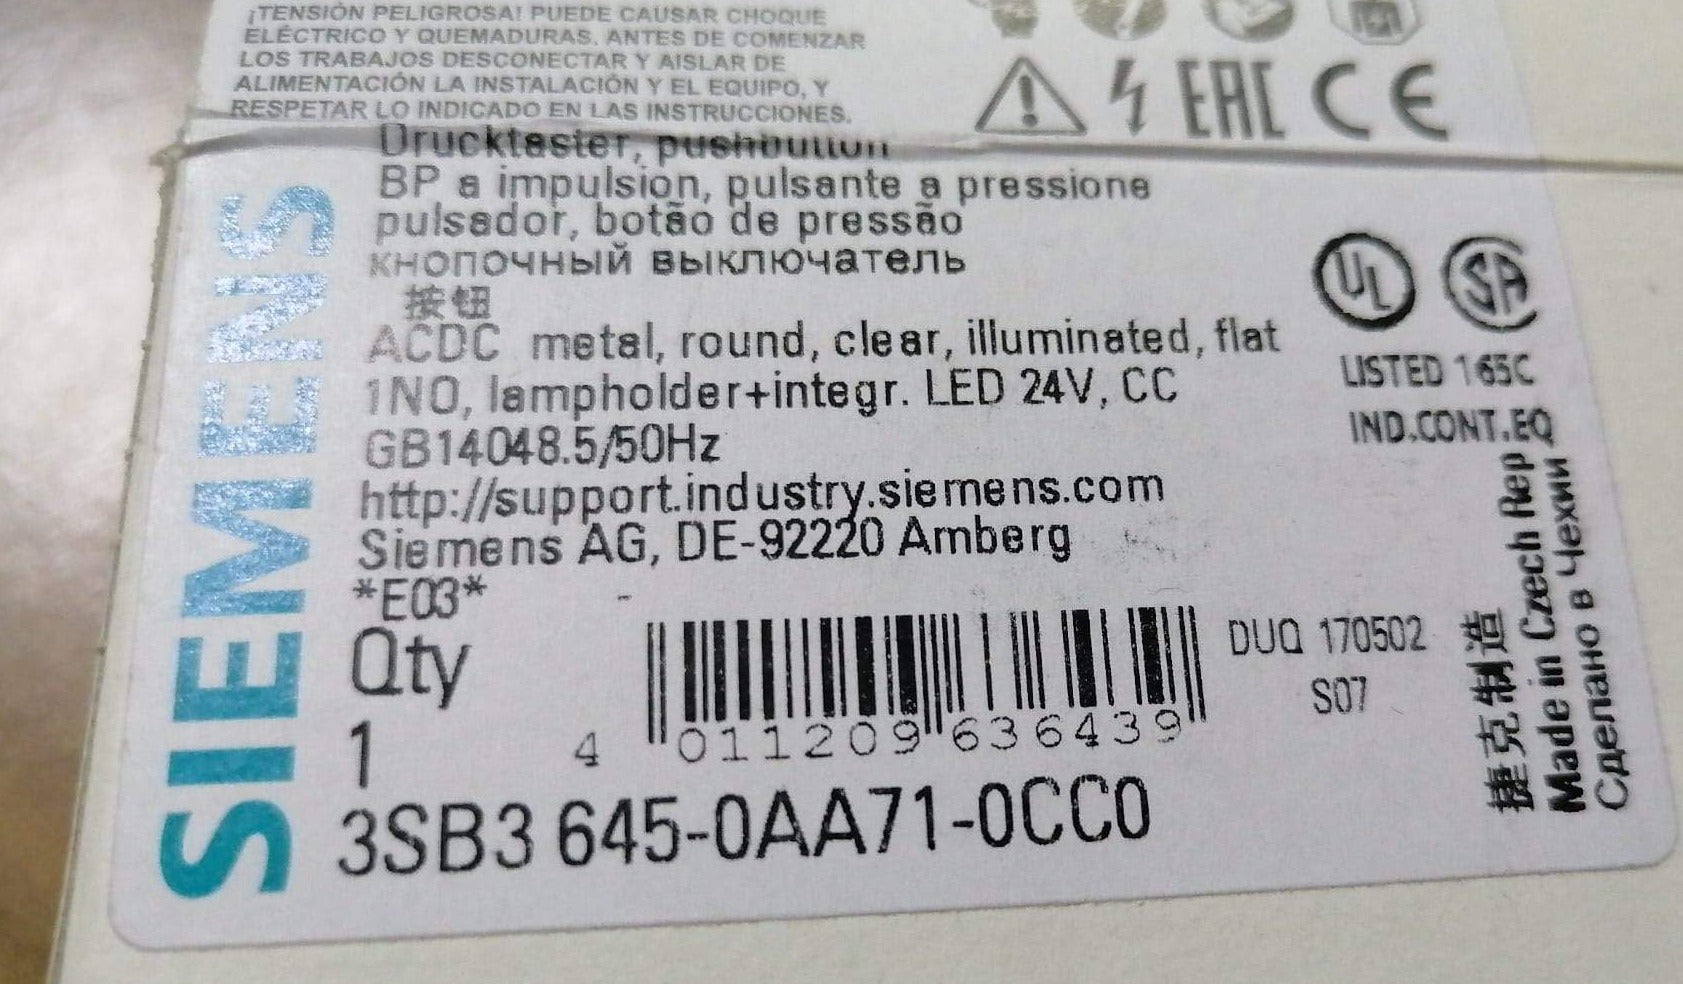 ¡TENSIÓN PELIGROSA! PUEDE CAUSAR CHOQUE
ELÉCTRICO Y QUEMADURAS. ANTES DE COMENZAR
LOS TRABAJOS DESCONECTAR Y AISLAR DE
ALIMENTACIÓN LA INSTALACIÓN Y EL EQUIPO, Y
RESPETAR LO INDICADO EN LAS INSTRUCCIONES.
EAC CE
SIEMENS
Drucktaster, pushbutton
BP a impulsion, pulsante a pressione
pulsador, botão de pressão
кнопочный выключатель
按钮
ACDC metal, round, clear, illuminated, flat
1NO, lampholder+integr. LED 24V, CC
GB14048.5/50Hz
http://support.industry.siemens.com
Siemens AG, DE-92220 Amberg
*E03*
UL SA
LISTED 165C
IND.CONT.EQ
Qty
1
4 011209 636439
DUQ 170502
S07
3SB3 645-0AA71-0CC0
捷克制造
Made in Czech Rep
Сделано в Чехии